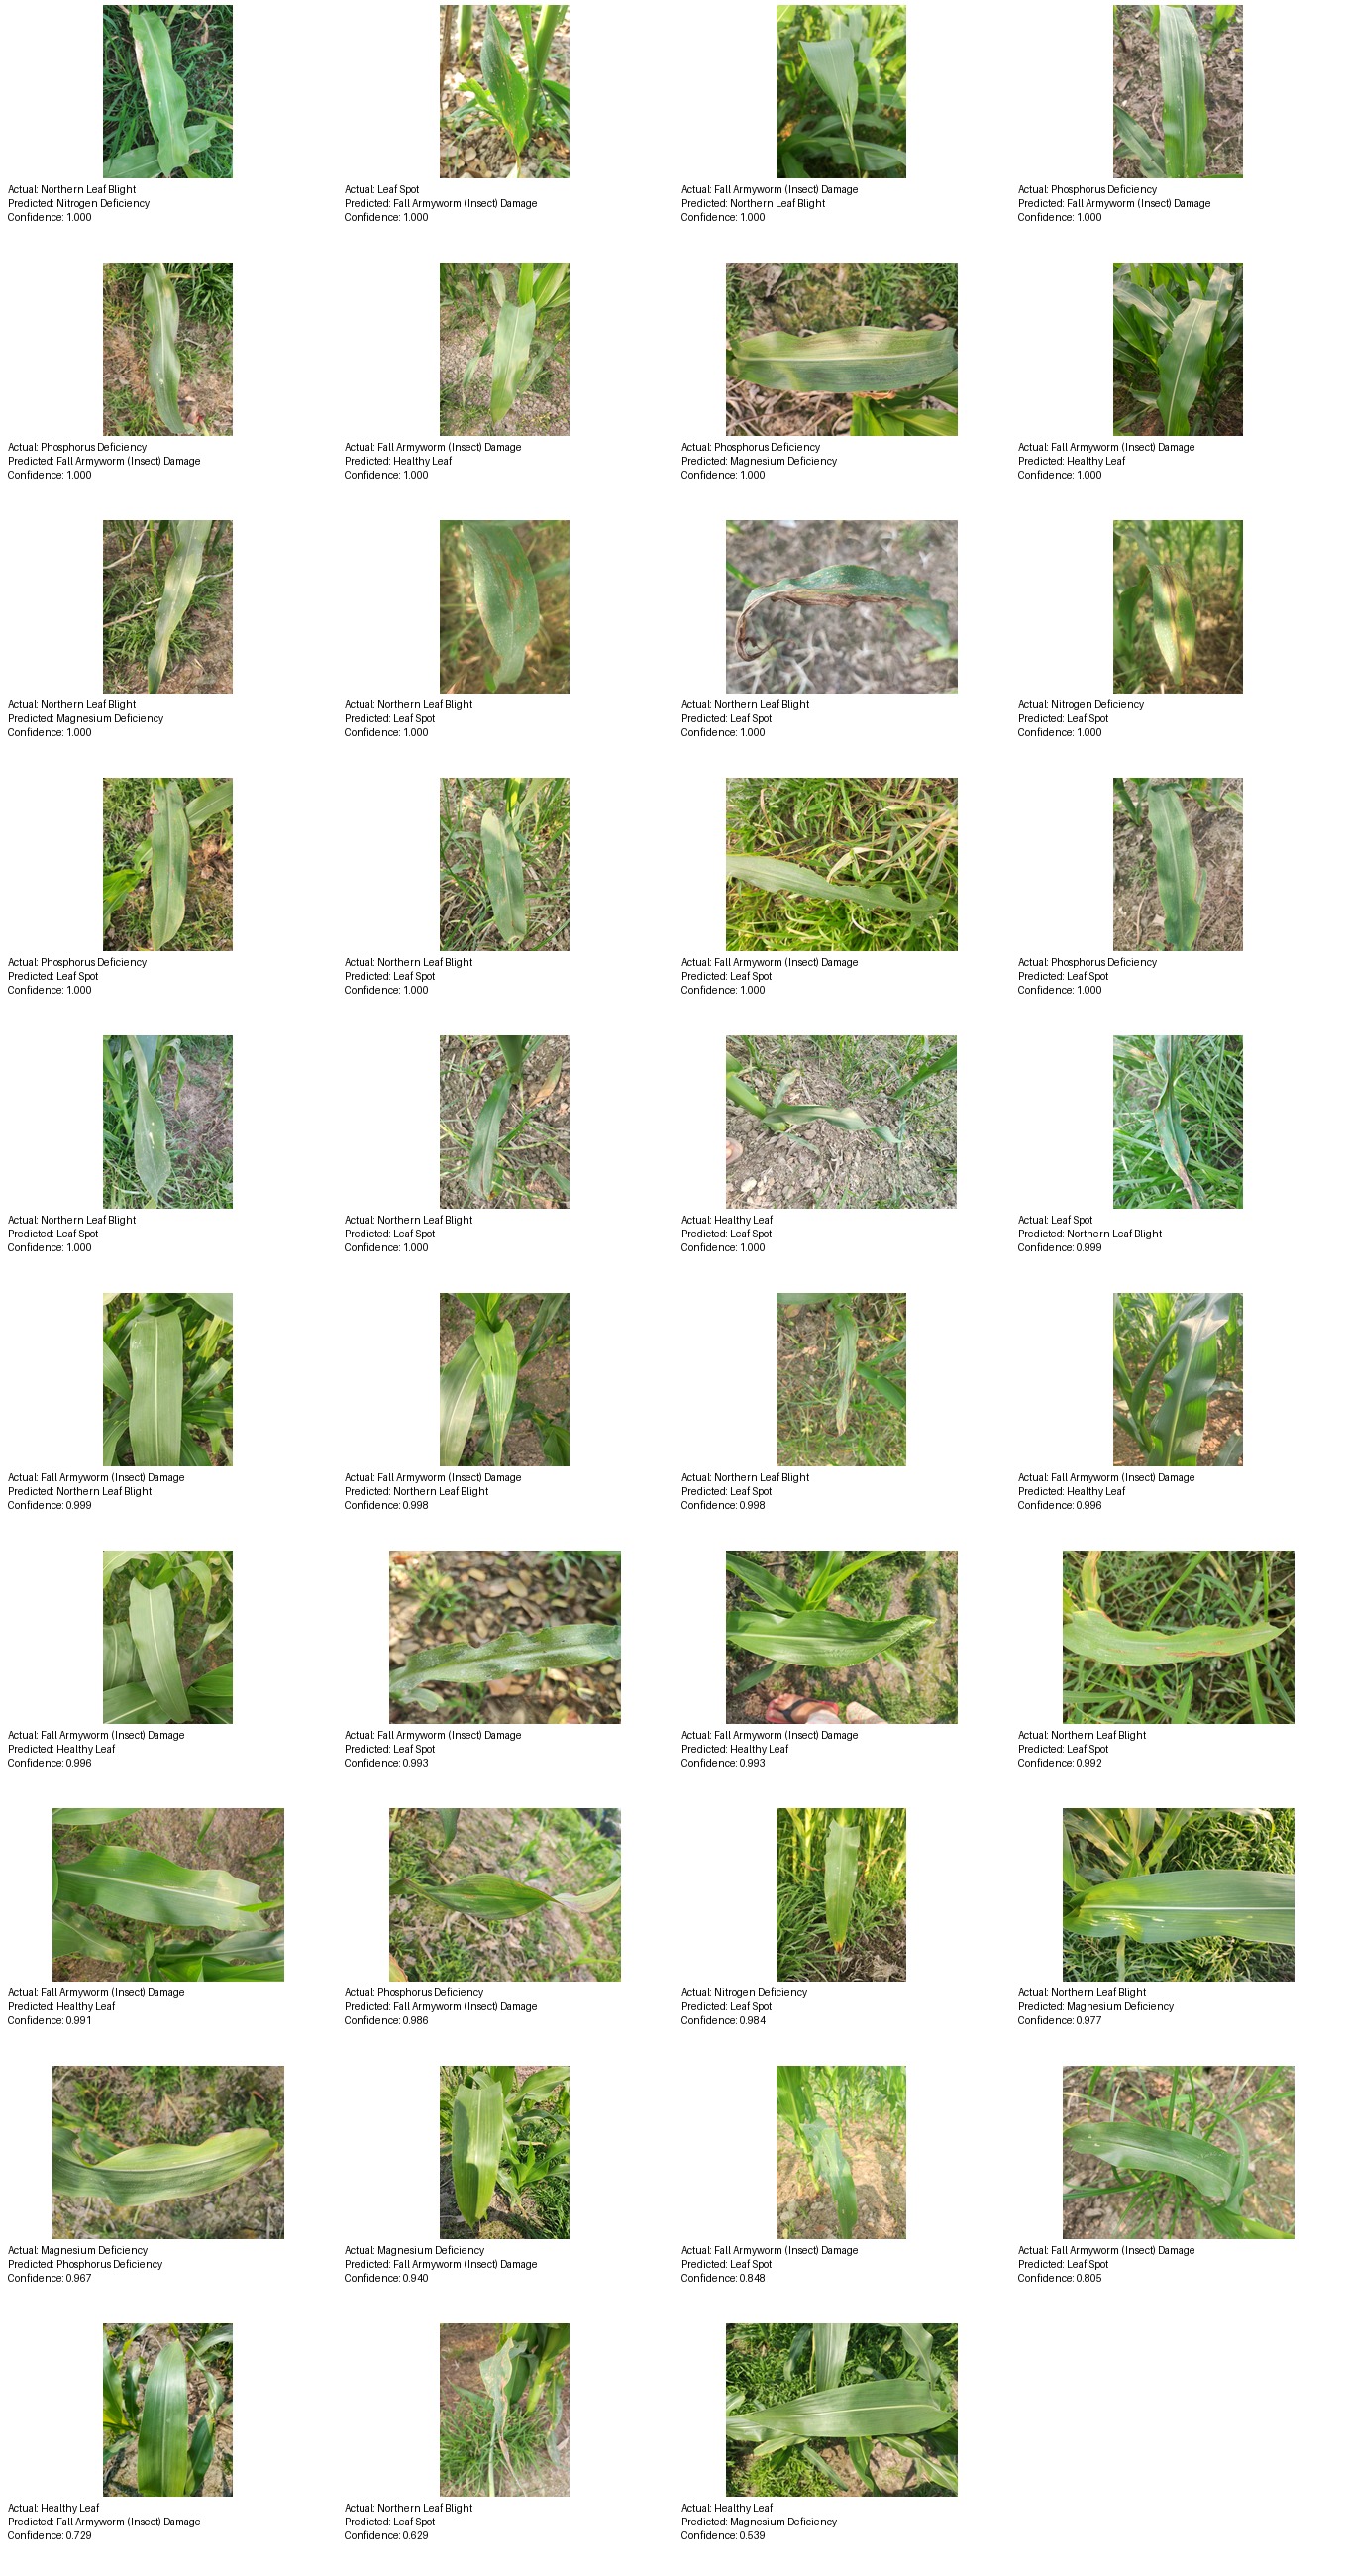 Actual: Northern Leaf Blight
Predicted: Nitrogen Deficiency
Confidence: 1.000
Actual: Leaf Spot
Predicted: Fall Armyworm (Insect) Damage
Confidence: 1.000
Actual: Fall Armyworm (Insect) Damage
Predicted: Northern Leaf Blight
Confidence: 1.000
Actual: Phosphorus Deficiency
Predicted: Fall Armyworm (Insect) Damage
Confidence: 1.000
Actual: Phosphorus Deficiency
Predicted: Fall Armyworm (Insect) Damage
Confidence: 1.000
Actual: Fall Armyworm (Insect) Damage
Predicted: Healthy Leaf
Confidence: 1.000
Actual: Phosphorus Deficiency
Predicted: Magnesium Deficiency
Confidence: 1.000
Actual: Fall Armyworm (Insect) Damage
Predicted: Healthy Leaf
Confidence: 1.000
Actual: Northern Leaf Blight
Predicted: Magnesium Deficiency
Confidence: 1.000
Actual: Northern Leaf Blight
Predicted: Leaf Spot
Confidence: 1.000
Actual: Northern Leaf Blight
Predicted: Leaf Spot
Confidence: 1.000
Actual: Nitrogen Deficiency
Predicted: Leaf Spot
Confidence: 1.000
Actual: Phosphorus Deficiency
Predicted: Leaf Spot
Confidence: 1.000
Actual: Northern Leaf Blight
Predicted: Leaf Spot
Confidence: 1.000
Actual: Fall Armyworm (Insect) Damage
Predicted: Leaf Spot
Confidence: 1.000
Actual: Phosphorus Deficiency
Predicted: Leaf Spot
Confidence: 1.000
Actual: Northern Leaf Blight
Predicted: Leaf Spot
Confidence: 1.000
Actual: Northern Leaf Blight
Predicted: Leaf Spot
Confidence: 1.000
Actual: Healthy Leaf
Predicted: Leaf Spot
Confidence: 1.000
Actual: Leaf Spot
Predicted: Northern Leaf Blight
Confidence: 0.999
Actual: Fall Armyworm (Insect) Damage
Predicted: Northern Leaf Blight
Confidence: 0.999
Actual: Fall Armyworm (Insect) Damage
Predicted: Northern Leaf Blight
Confidence: 0.998
Actual: Northern Leaf Blight
Predicted: Leaf Spot
Confidence: 0.998
Actual: Fall Armyworm (Insect) Damage
Predicted: Healthy Leaf
Confidence: 0.996
Actual: Fall Armyworm (Insect) Damage
Predicted: Healthy Leaf
Confidence: 0.996
Actual: Fall Armyworm (Insect) Damage
Predicted: Leaf Spot
Confidence: 0.993
Actual: Fall Armyworm (Insect) Damage
Predicted: Healthy Leaf
Confidence: 0.993
Actual: Northern Leaf Blight
Predicted: Leaf Spot
Confidence: 0.992
Actual: Fall Armyworm (Insect) Damage
Predicted: Healthy Leaf
Confidence: 0.991
Actual: Phosphorus Deficiency
Predicted: Fall Armyworm (Insect) Damage
Confidence: 0.986
Actual: Nitrogen Deficiency
Predicted: Leaf Spot
Confidence: 0.984
Actual: Northern Leaf Blight
Predicted: Magnesium Deficiency
Confidence: 0.977
Actual: Magnesium Deficiency
Predicted: Phosphorus Deficiency
Confidence: 0.967
Actual: Magnesium Deficiency
Predicted: Fall Armyworm (Insect) Damage
Confidence: 0.940
Actual: Fall Armyworm (Insect) Damage
Predicted: Leaf Spot
Confidence: 0.848
Actual: Fall Armyworm (Insect) Damage
Predicted: Leaf Spot
Confidence: 0.805
Actual: Healthy Leaf
Predicted: Fall Armyworm (Insect) Damage
Confidence: 0.729
Actual: Northern Leaf Blight
Predicted: Leaf Spot
Confidence: 0.629
Actual: Healthy Leaf
Predicted: Magnesium Deficiency
Confidence: 0.539